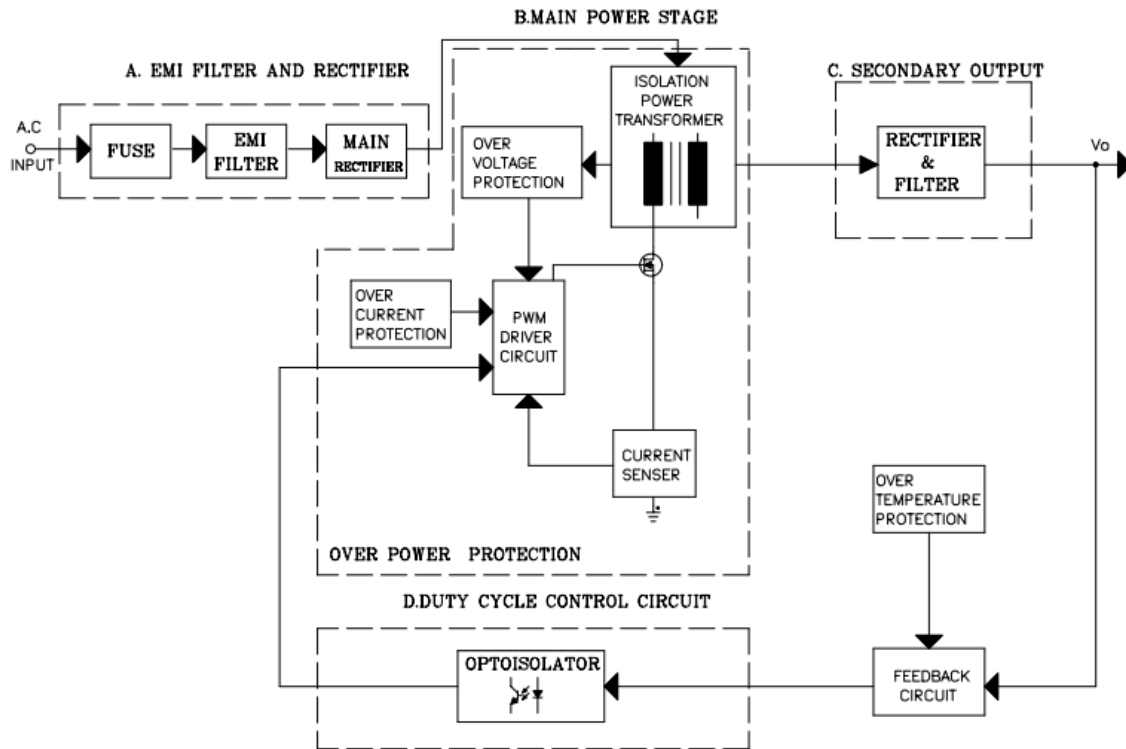 B.MAIN POWER STAGE
A. EMI FILTER AND RECTIFIER
C. SECONDARY OUTPUT
A.C
INPUT
FUSE
EMI
FILTER
MAIN
RECTIFIER
OVER
VOLTAGE
PROTECTION
ISOLATION
POWER
TRANSFORMER
RECTIFIER
&
FILTER
Vo
OVER
CURRENT
PROTECTION
PWM
DRIVER
CIRCUIT
CURRENT
SENSER
OVER
TEMPERATURE
PROTECTION
OVER POWER PROTECTION
D.DUTY CYCLE CONTROL CIRCUIT
OPTOISOLATOR
FEEDBACK
CIRCUIT